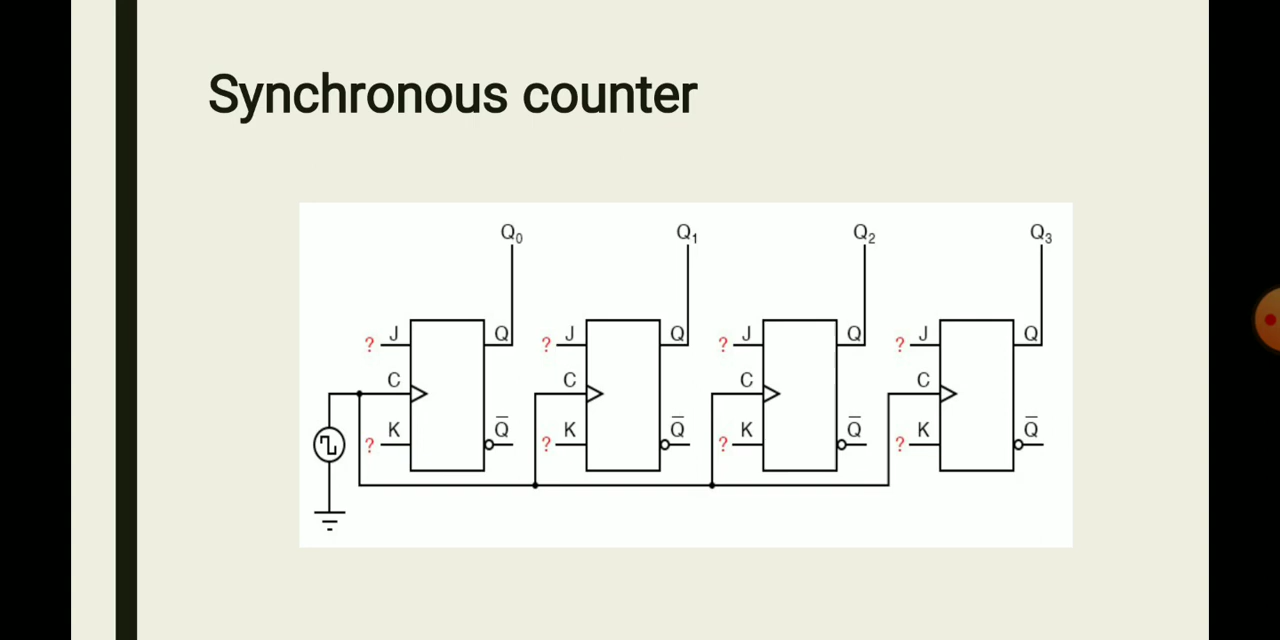 Synchronous counter
Q0 Q1 Q2 Q3
? J Q ? J Q ? J Q ? J Q
C C C C
? K Q̅ ? K Q̅ ? K Q̅ ? K Q̅